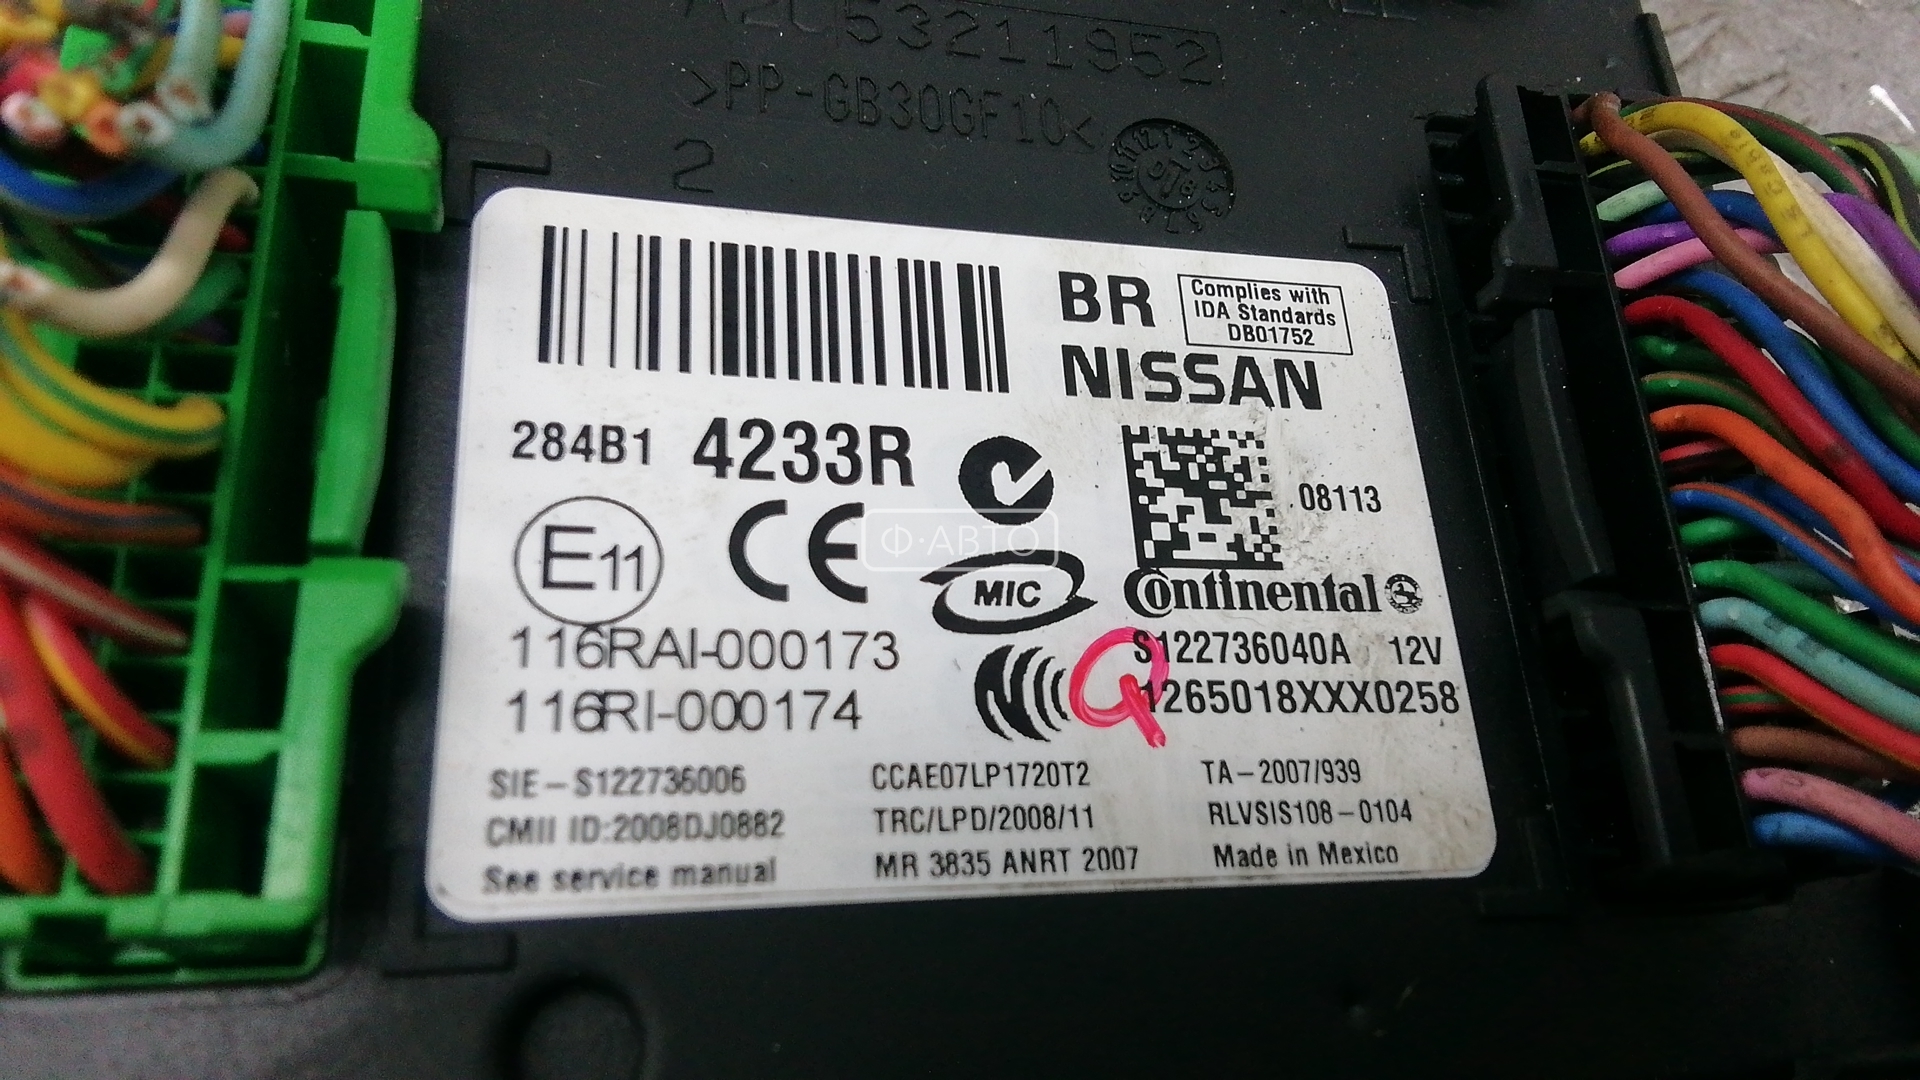 A2C53211952
>PP-GB30GF10<
2
BR
Complies with
IDA Standards
DB01752
NISSAN
284B1 4233R
08113
E11
CE
Ф·АВТО
MIC
Continental
116RAI-000173
S122736040A 12V
116RI-000174
1265018XXX0258
Q
SIE-S122736006
CCAE07LP1720T2
TA-2007/939
CMII ID:2008DJ0882
TRC/LPD/2008/11
RLVSIS108-0104
See service manual
MR 3835 ANRT 2007
Made in Mexico